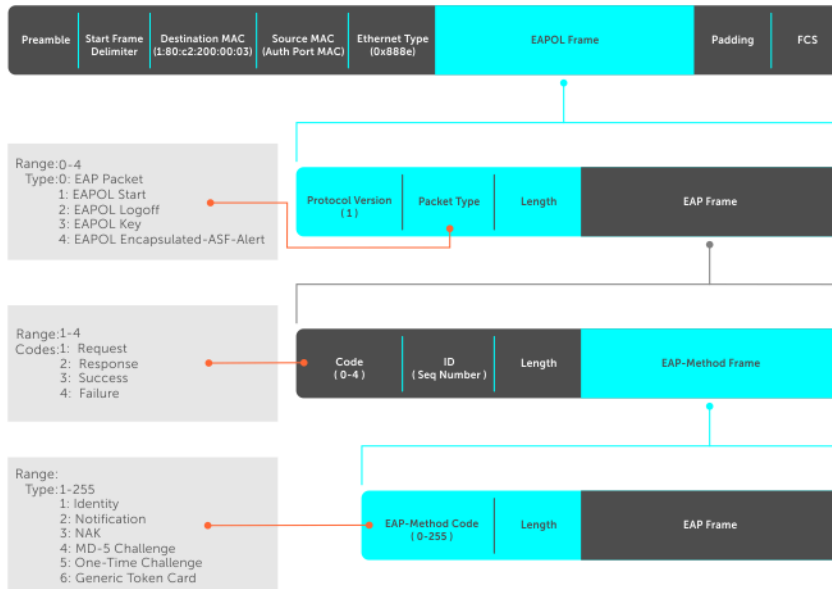 Preamble
Start Frame
Delimiter
Destination MAC
(1:80:c2:200:00:03)
Source MAC
(Auth Port MAC)
Ethernet Type
(0x888e)
EAPOL Frame
Padding
FCS
Range:0-4
Type:0: EAP Packet
1: EAPOL Start
2: EAPOL Logoff
3: EAPOL Key
4: EAPOL Encapsulated-ASF-Alert
Protocol Version
(1)
Packet Type
Length
EAP Frame
Range:1-4
Codes:1: Request
2: Response
3: Success
4: Failure
Code
(0-4)
ID
(Seq Number)
Length
EAP-Method Frame
Range:
Type:1-255
1: Identity
2: Notification
3: NAK
4: MD-5 Challenge
5: One-Time Challenge
6: Generic Token Card
EAP-Method Code
(0-255)
Length
EAP Frame